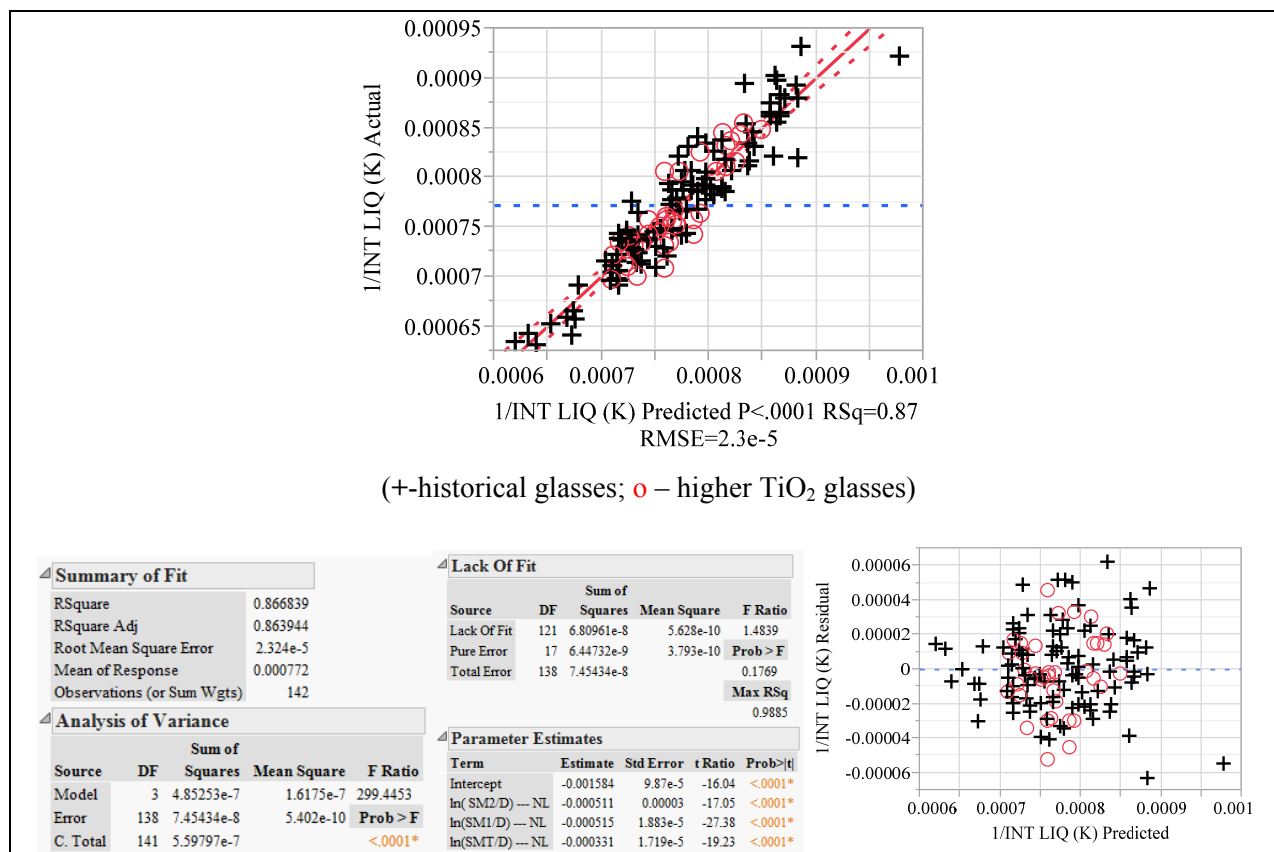 0.00095
0.0009
0.00085
0.0008
0.00075
0.0007
0.00065
1/INT LIQ (K) Actual
0.0006 0.0007 0.0008 0.0009 0.001
1/INT LIQ (K) Predicted P<.0001 RSq=0.87
RMSE=2.3e-5
(+-historical glasses; o – higher TiO2 glasses)
Summary of Fit
RSquare 0.866839
RSquare Adj 0.863944
Root Mean Square Error 2.324e-5
Mean of Response 0.000772
Observations (or Sum Wgts) 142
Analysis of Variance
Sum of
Source DF Squares Mean Square F Ratio
Model 3 4.85253e-7 1.6175e-7 299.4453
Error 138 7.45434e-8 5.402e-10 Prob > F
C. Total 141 5.59797e-7 <.0001*
Lack Of Fit
Sum of
Source DF Squares Mean Square F Ratio
Lack Of Fit 121 6.80961e-8 5.628e-10 1.4839
Pure Error 17 6.44732e-9 3.793e-10 Prob > F
Total Error 138 7.45434e-8 0.1769
Max RSq
0.9885
Parameter Estimates
Term Estimate Std Error t Ratio Prob>|t|
Intercept -0.001584 9.87e-5 -16.04 <.0001*
ln( SM2/D) --- NL -0.000511 0.00003 -17.05 <.0001*
ln(SM1/D) --- NL -0.000515 1.883e-5 -27.38 <.0001*
ln(SMT/D) --- NL -0.000331 1.719e-5 -19.23 <.0001*
0.00006
0.00004
0.00002
0
-0.00002
-0.00004
-0.00006
1/INT LIQ (K) Residual
0.0006 0.0007 0.0008 0.0009 0.001
1/INT LIQ (K) Predicted